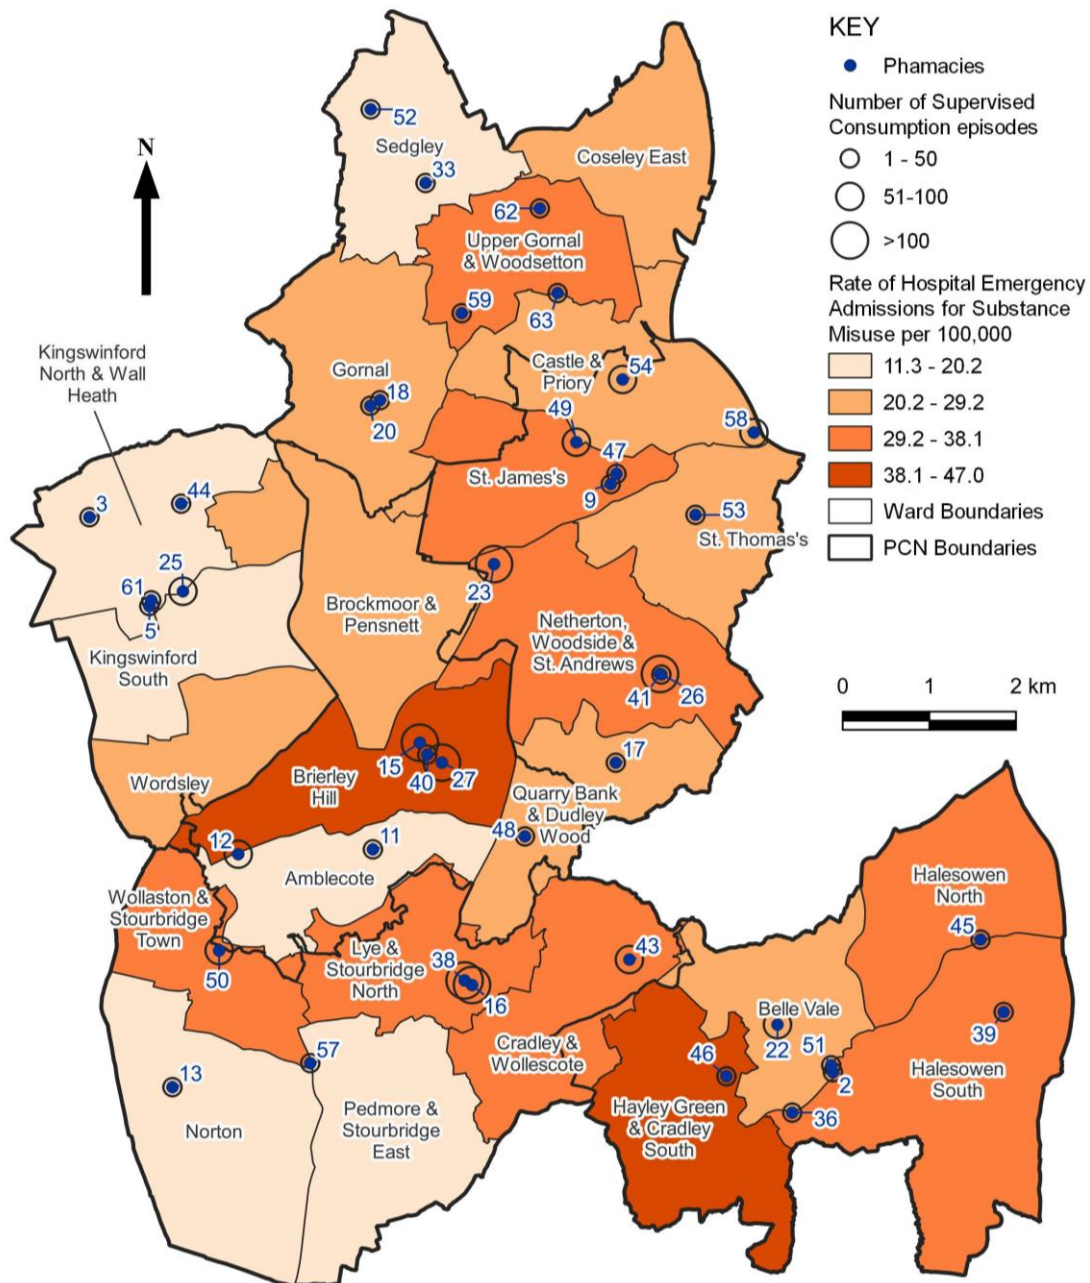 KEY
Phamacies
Number of Supervised
Consumption episodes
1 - 50
51-100
>100
Rate of Hospital Emergency
Admissions for Substance
Misuse per 100,000
11.3 - 20.2
20.2 - 29.2
29.2 - 38.1
38.1 - 47.0
Ward Boundaries
PCN Boundaries
N
52
Sedgley
33
Coseley East
62
Upper Gornal
& Woodsetton
59
63
Kingswinford
North & Wall
Heath
Gornal
18
20
Castle &
Priory
54
49
58
47
St. James's
9
3
44
53
St. Thomas's
25
61
5
23
Brockmoor &
Pensnett
Netherton,
Woodside &
St. Andrews
Kingswinford
South
41
26
0 1 2 km
17
15
40
27
Wordsley
Brierley
Hill
Quarry Bank
& Dudley
Wood
48
12
11
Amblecote
Wollaston &
Stourbridge
Town
Halesowen
North
45
50
Lye &
Stourbridge
North
38
16
43
Belle Vale
22
51
2
39
Cradley &
Wollescote
46
36
Halesowen
South
57
13
Norton
Pedmore &
Stourbridge
East
Hayley Green
& Cradley
South